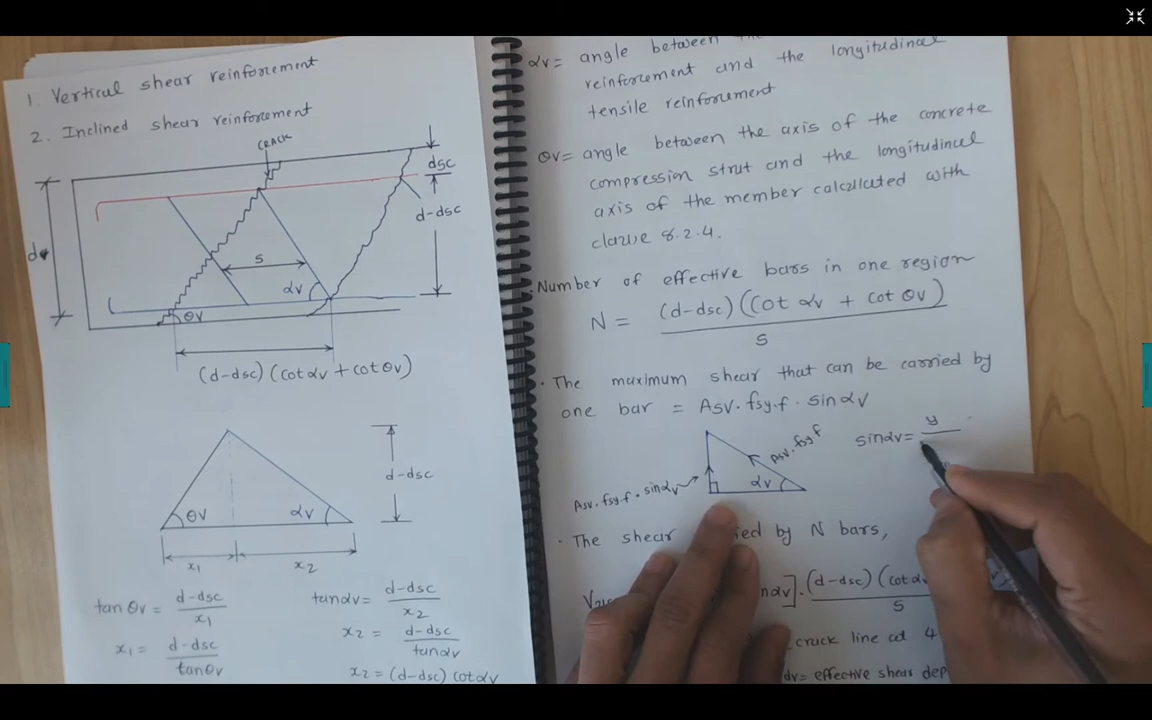 1. Vertical shear reinforcement
2. Inclined shear reinforcement
CRACK
dsc
d-dsc
d
s
αv
θv
(d-dsc)(cotαv + cotθv)
d-dsc
θv
αv
x1
x2
tan θv = d-dsc / x1
x1 = d-dsc / tanθv
tanαv = d-dsc / x2
x2 = d-dsc / tanαv
x2 = (d-dsc) cotαv
αv = angle between the
reinforcement and the longitudinal
tensile reinforcement
θv = angle between the axis of the concrete
compression strut and the longitudinal
axis of the member calculated with
clause 8.2.4.
. Number of effective bars in one region
N = (d-dsc)(cot αv + cot θv) / s
· The maximum shear that can be carried by
one bar = Asv. fsy.f. sinαv
Asv. fsy f
sinαv = y
αv
Asv. fsy.f. sinαv
· The shear by N bars,
nαv]. (d-dsc)(cotα / s
crack line at 4
dv = effective shear dep